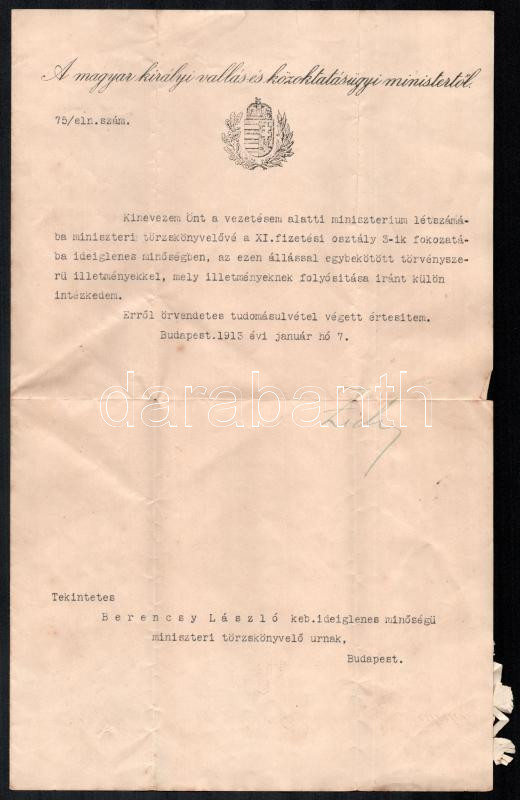 A magyar királyi vallás és közoktatásügyi ministertől.
75/eln.szám.
Kinevezem Önt a vezetésem alatti miniszterium létszámá-
ba miniszteri törzskönyvelővé a XI.fizetési osztály 3-ik fokozatá-
ba ideiglenes minőségben, az ezen állással egybekötött törvénysze-
rü illetményekkel, mely illetményeknek folyósitása iránt külön
intézkedem.
Erről örvendetes tudomásulvétel végett értesitem.
Budapest.1913 évi január hó 7.
darabanth
Tekintetes
Berencsy László keb.ideiglenes minőségü
miniszteri törzskönyvelő urnak,
Budapest.